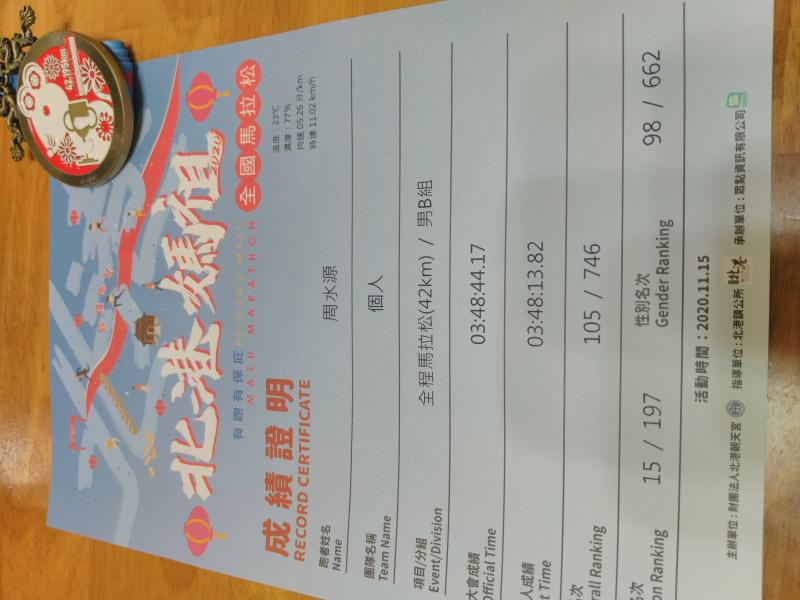 42.195km
北港媽祖
2020
全國馬拉松
有跑有保庇 BEIGANG MAZU
MAZU MARATHON
溫度：23℃
濕度：77%
均速 05:26 分/km
時速 11.02 km/h
成績證明
RECORD CERTIFICATE
跑者姓名 周水源
Name
團隊名稱 個人
Team Name
項目/分組 全程馬拉松(42km) / 男B組
Event/Division
大會成績 03:48:44.17
Official Time
人成績 03:48:13.82
t Time
名次 105 / 746
rall Ranking
名次 15 / 197 性別名次 98 / 662
on Ranking Gender Ranking
活動時間：2020.11.15
主辦單位：財團法人北港朝天宮 指導單位：北港鎮公所 北港 承辦單位：眾點資訊有限公司